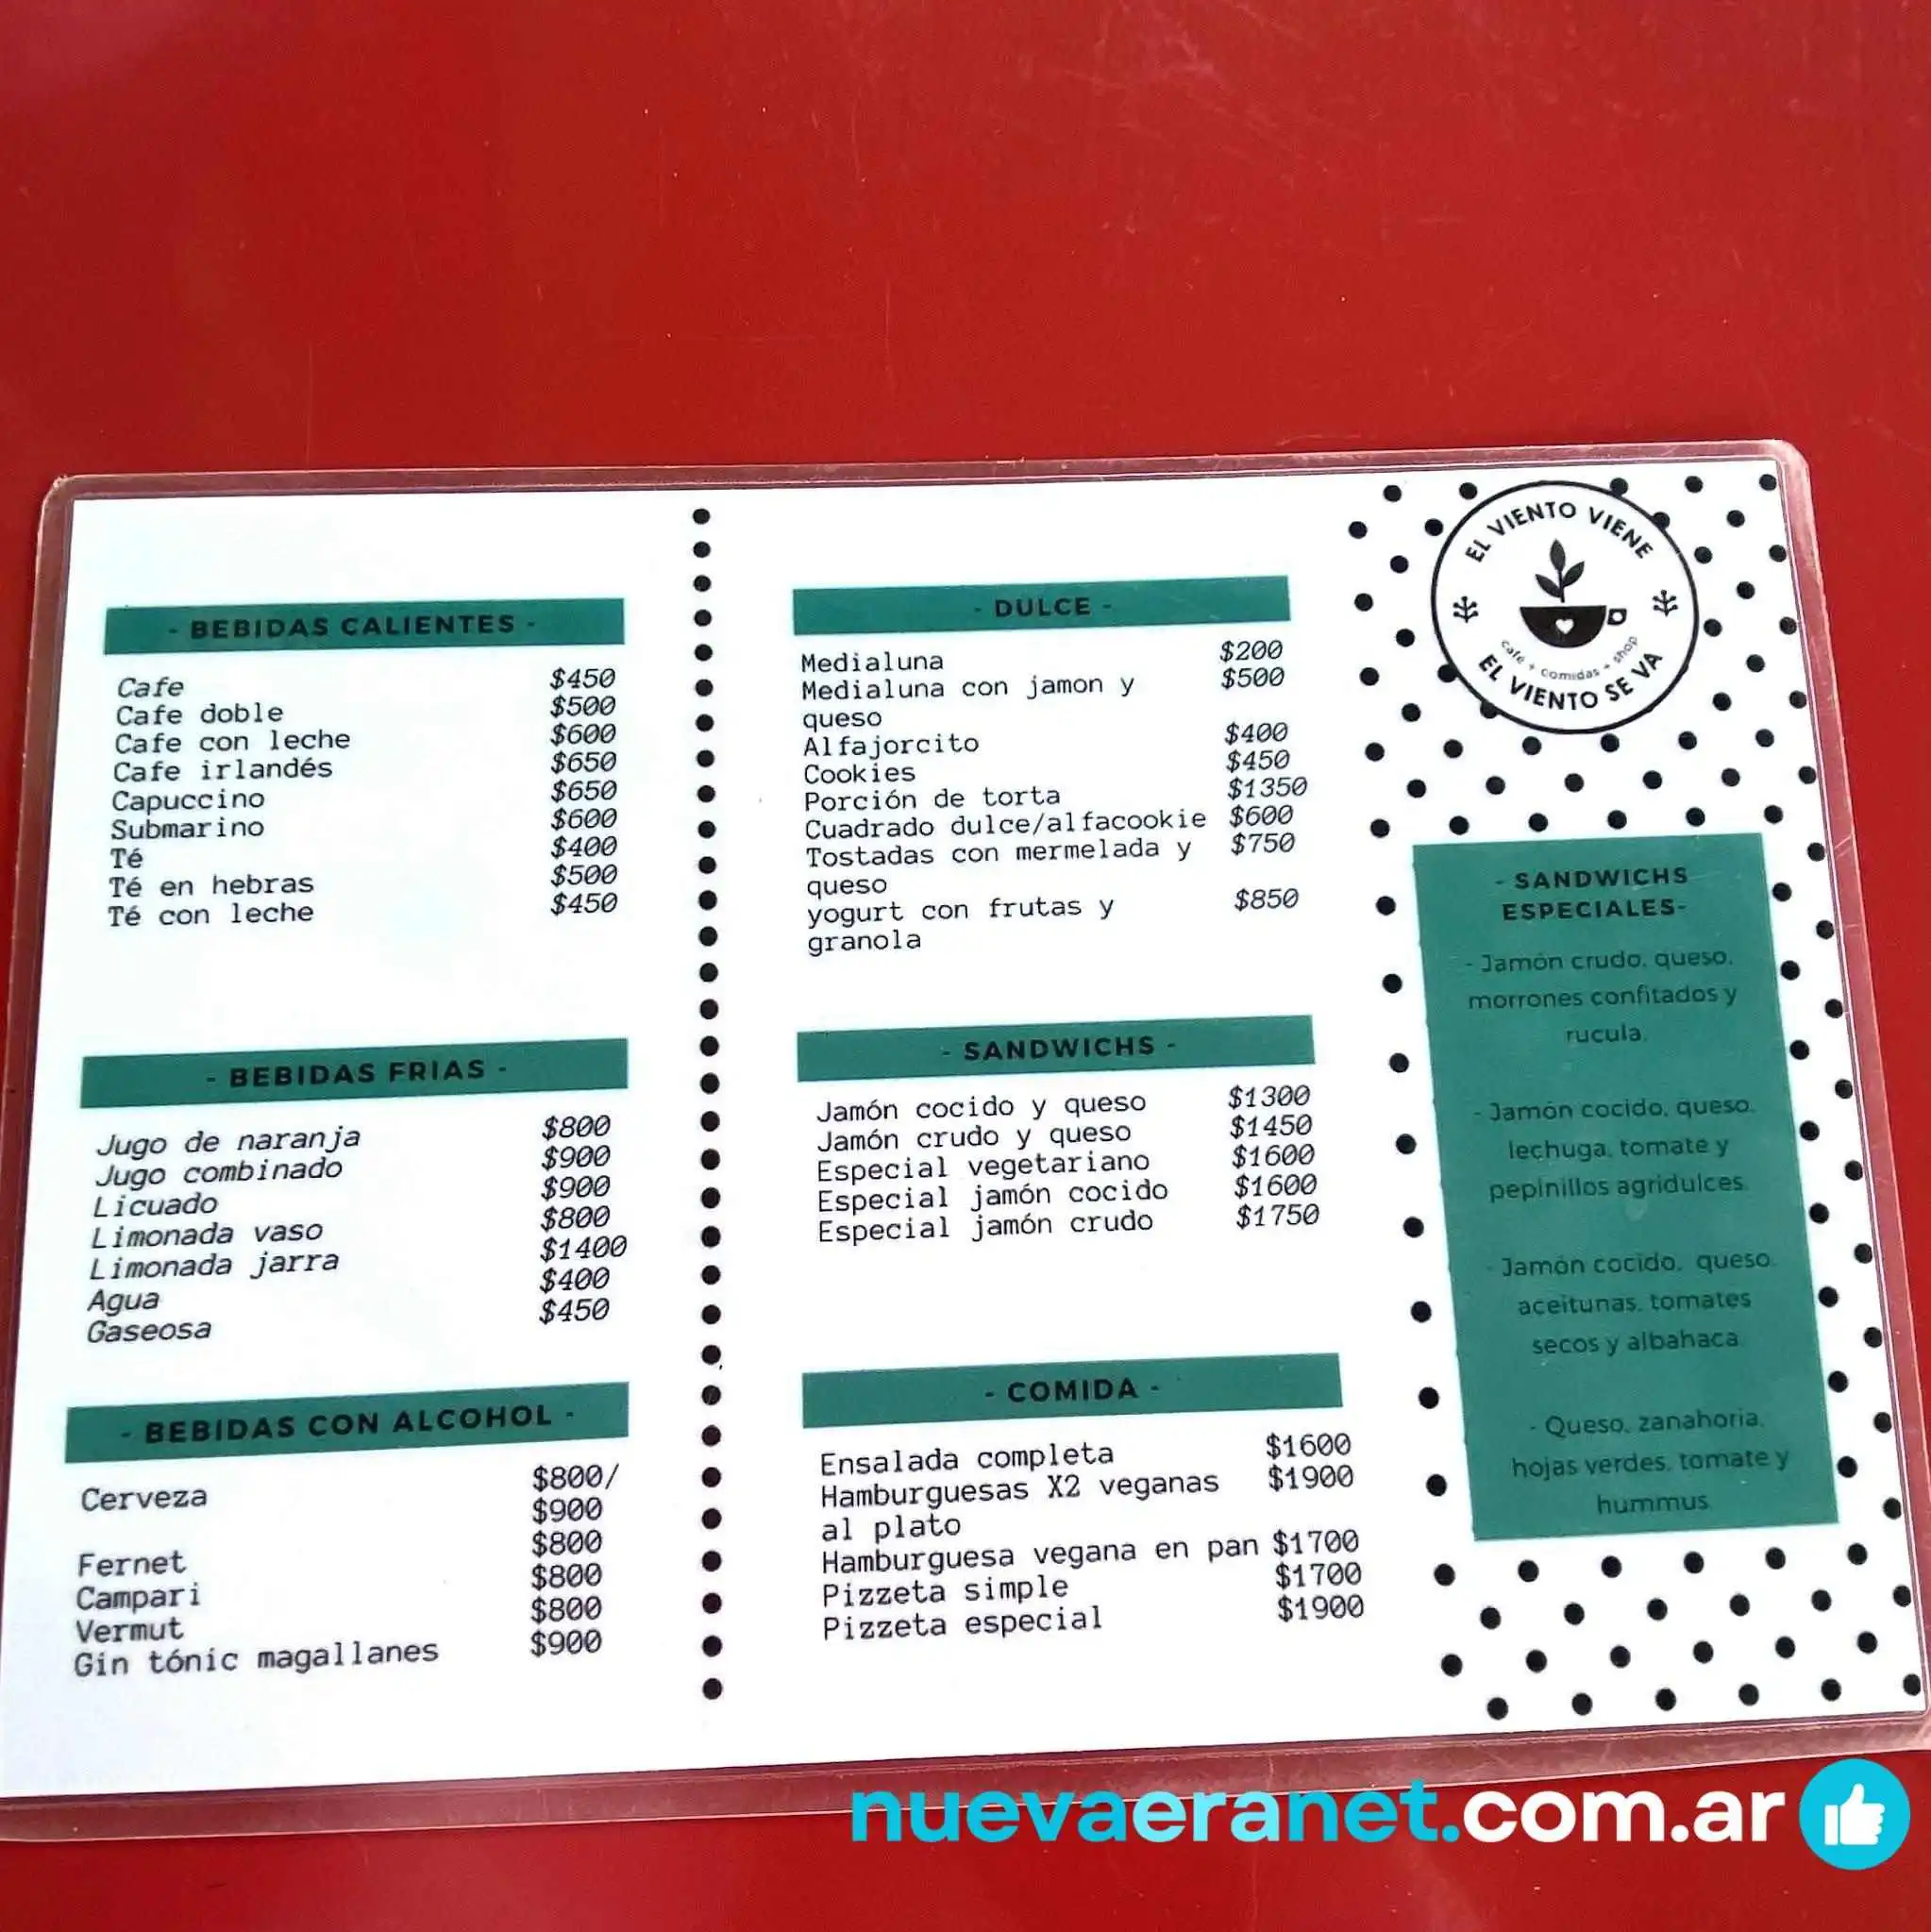 - BEBIDAS CALIENTES -
Cafe $450
Cafe doble $500
Cafe con leche $600
Cafe irlandés $650
Capuccino $650
Submarino $600
Té $400
Té en hebras $500
Té con leche $450
- BEBIDAS FRIAS -
Jugo de naranja $800
Jugo combinado $900
Licuado $900
Limonada vaso $800
Limonada jarra $1400
Agua $400
Gaseosa $450
- BEBIDAS CON ALCOHOL -
Cerveza $800/
$900
Fernet $800
Campari $800
Vermut $800
Gin tónic magallanes $900
- DULCE -
Medialuna $200
Medialuna con jamon y $500
queso
Alfajorcito $400
Cookies $450
Porción de torta $1350
Cuadrado dulce/alfacookie $600
Tostadas con mermelada y $750
queso
yogurt con frutas y $850
granola
- SANDWICHS -
Jamón cocido y queso $1300
Jamón crudo y queso $1450
Especial vegetariano $1600
Especial jamón cocido $1600
Especial jamón crudo $1750
- COMIDA -
Ensalada completa $1600
Hamburguesas X2 veganas $1900
al plato
Hamburguesa vegana en pan $1700
Pizzeta simple $1700
Pizzeta especial $1900
EL VIENTO VIENE
café + comidas + shop
EL VIENTO SE VA
- SANDWICHS
ESPECIALES-
- Jamón crudo, queso,
morrones confitados y
rucula.
- Jamón cocido, queso,
lechuga, tomate y
pepinillos agridulces.
- Jamón cocido, queso,
aceitunas, tomates
secos y albahaca.
- Queso, zanahoria,
hojas verdes, tomate y
hummus.
nuevaeranet.com.ar